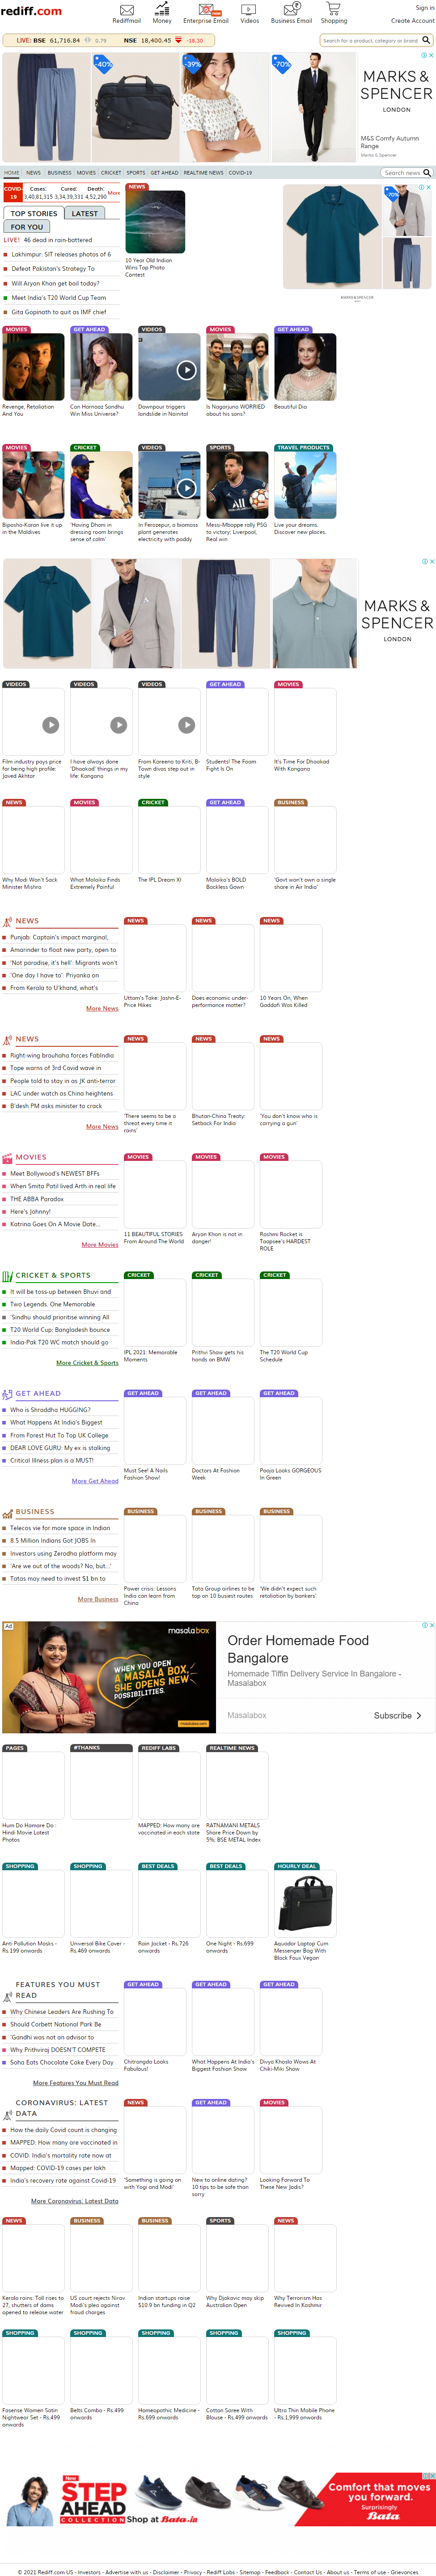 rediff.com
Rediffmail Money Enterprise Email Videos Business Email Shopping
Sign in
Create Account
LIVE: BSE 61,716.84 0.79 NSE 18,400.45 -18.30
Search for a product, category or brand
-40%
-39%
-70%
MARKS & SPENCER
LONDON
M&S Comfy Autumn Range
Marks & Spencer
HOME NEWS BUSINESS MOVIES CRICKET SPORTS GET AHEAD REALTIME NEWS COVID-19
Search news
COVID-19
Cases: 3,40,81,315
Cured: 3,34,39,331
Death: 4,52,290
More
TOP STORIES
LATEST
FOR YOU
LIVE! 46 dead in rain-battered
Lakhimpur: SIT releases photos of 6
Defeat Pakistan's Strategy To
Will Aryan Khan get bail today?
Meet India's T20 World Cup Team
Gita Gopinath to quit as IMF chief
NEWS
10 Year Old Indian Wins Top Photo Contest
MARKS & SPENCER
MOVIES
Revenge, Retaliation And You
GET AHEAD
Can Harnaaz Sandhu Win Miss Universe?
VIDEOS
Downpour triggers landslide in Nainital
MOVIES
Is Nagarjuna WORRIED about his sons?
GET AHEAD
Beautiful Dia
MOVIES
Bipasha-Karan live it up in the Maldives
CRICKET
'Having Dhoni in dressing room brings sense of calm'
VIDEOS
In Ferozepur, a biomass plant generates electricity with paddy
SPORTS
Messi-Mbappe rally PSG to victory; Liverpool, Real win
TRAVEL PRODUCTS
Live your dreams. Discover new places.
MARKS & SPENCER
LONDON
VIDEOS
Film industry pays price for being high profile: Javed Akhtar
VIDEOS
I have always done 'Dhaakad' things in my life: Kangana
VIDEOS
From Kareena to Kriti, B-Town divas step out in style
GET AHEAD
Students! The Foam Fight Is On
MOVIES
It's Time For Dhaakad With Kangana
NEWS
Why Modi Won't Sack Minister Mishra
MOVIES
What Malaika Finds Extremely Painful
CRICKET
The IPL Dream XI
GET AHEAD
Malaika's BOLD Backless Gown
BUSINESS
'Govt won't own a single share in Air India'
NEWS
Punjab: Captain's impact marginal,
Amarinder to float new party, open to
'Not paradise, it's hell': Migrants won't
'One day I have to': Priyanka on
From Kerala to U'khand, what's
More News
NEWS
Uttam's Take: Jashn-E-Price Hikes
NEWS
Does economic under-performance matter?
NEWS
10 Years On, When Gaddafi Was Killed
NEWS
Right-wing brouhaha forces FabIndia
Tope warns of 3rd Covid wave in
People told to stay in as JK anti-terror
LAC under watch as China heightens
B'desh PM asks minister to crack
More News
NEWS
'There seems to be a threat every time it rains'
NEWS
Bhutan-China Treaty: Setback For India
NEWS
'You don't know who is carrying a gun'
MOVIES
Meet Bollywood's NEWEST BFFs
When Smita Patil lived Arth in real life
THE ABBA Paradox
Here's Johnny!
Katrina Goes On A Movie Date...
More Movies
MOVIES
11 BEAUTIFUL STORIES From Around The World
MOVIES
Aryan Khan is not in danger!
MOVIES
Rashmi Rocket is Taapsee's HARDEST ROLE
CRICKET & SPORTS
It will be toss-up between Bhuvi and
Two Legends. One Memorable
'Sindhu should prioritise winning All
T20 World Cup: Bangladesh bounce
India-Pak T20 WC match should go
More Cricket & Sports
CRICKET
IPL 2021: Memorable Moments
CRICKET
Prithvi Shaw gets his hands on BMW
CRICKET
The T20 World Cup Schedule
GET AHEAD
Who is Shraddha HUGGING?
What Happens At India's Biggest
From Forest Hut To Top UK College
DEAR LOVE GURU: My ex is stalking
Critical Illness plan is a MUST!
More Get Ahead
GET AHEAD
Must See! A Nails Fashion Show!
GET AHEAD
Doctors At Fashion Week
GET AHEAD
Pooja Looks GORGEOUS In Green
BUSINESS
Telecos vie for more space in Indian
8.5 Million Indians Got JOBS In
Investors using Zerodha platform may
'Are we out of the woods? No, but...'
Tatas may need to invest $1 bn to
More Business
BUSINESS
Power crisis: Lessons India can learn from China
BUSINESS
Tata Group airlines to be top on 10 busiest routes
BUSINESS
'We didn't expect such retaliation by bankers'
Ad
masalabox
WHEN YOU OPEN A MASALA BOX, SHE OPENS NEW POSSIBILITIES.
Order Homemade Food Bangalore
Homemade Tiffin Delivery Service In Bangalore - Masalabox
Masalabox
Subscribe
PAGES
Hum Do Hamare Do : Hindi Movie Latest Photos
#THANKS
REDIFF LABS
MAPPED: How many are vaccinated in each state
REALTIME NEWS
RATNAMANI METALS Share Price Down by 5%; BSE METAL Index
SHOPPING
Anti Pollution Masks - Rs.199 onwards
SHOPPING
Universal Bike Cover - Rs.469 onwards
BEST DEALS
Rain Jacket - Rs.726 onwards
BEST DEALS
One Night - Rs.699 onwards
HOURLY DEAL
Aquador Laptop Cum Messenger Bag With Black Faux Vegan
FEATURES YOU MUST READ
Why Chinese Leaders Are Rushing To
Should Corbett National Park Be
'Gandhi was not on advisor to
Why Prithviraj DOESN'T COMPETE
Soha Eats Chocolate Cake Every Day
More Features You Must Read
GET AHEAD
Chitrangda Looks Fabulous!
GET AHEAD
What Happens At India's Biggest Fashion Show
GET AHEAD
Divya Khosla Wows At Chiki-Miki Show
CORONAVIRUS: LATEST DATA
How the daily Covid count is changing
MAPPED: How many are vaccinated in
COVID: India's mortality rate now at
Mapped: COVID-19 cases per lakh
India's recovery rate against Covid-19
More Coronavirus: Latest Data
NEWS
'Something is going on with Yogi and Modi'
GET AHEAD
New to online dating? 10 tips to be safe than sorry
MOVIES
Looking Forward To These New Jodis?
NEWS
Kerala rains: Toll rises to 27, shutters of dams opened to release water
BUSINESS
US court rejects Nirav Modi's plea against fraud charges
BUSINESS
Indian startups raise $10.9 bn funding in Q2
SPORTS
Why Djokovic may skip Australian Open
NEWS
Why Terrorism Has Revived In Kashmir
SHOPPING
Fasense Women Satin Nightwear Set - Rs.499 onwards
SHOPPING
Belts Combo - Rs.499 onwards
SHOPPING
Homeopathic Medicine - Rs.699 onwards
SHOPPING
Cotton Saree With Blouse - Rs.499 onwards
SHOPPING
Ultra Thin Mobile Phone - Rs.1,999 onwards
New
STEP AHEAD
COLLECTION
Shop at Bata.in
Comfort that moves you forward.
Surprisingly Bata
© 2021 Rediff.com US - Investors - Advertise with us - Disclaimer - Privacy - Rediff Labs - Sitemap - Feedback - Contact Us - About us - Terms of use - Grievances